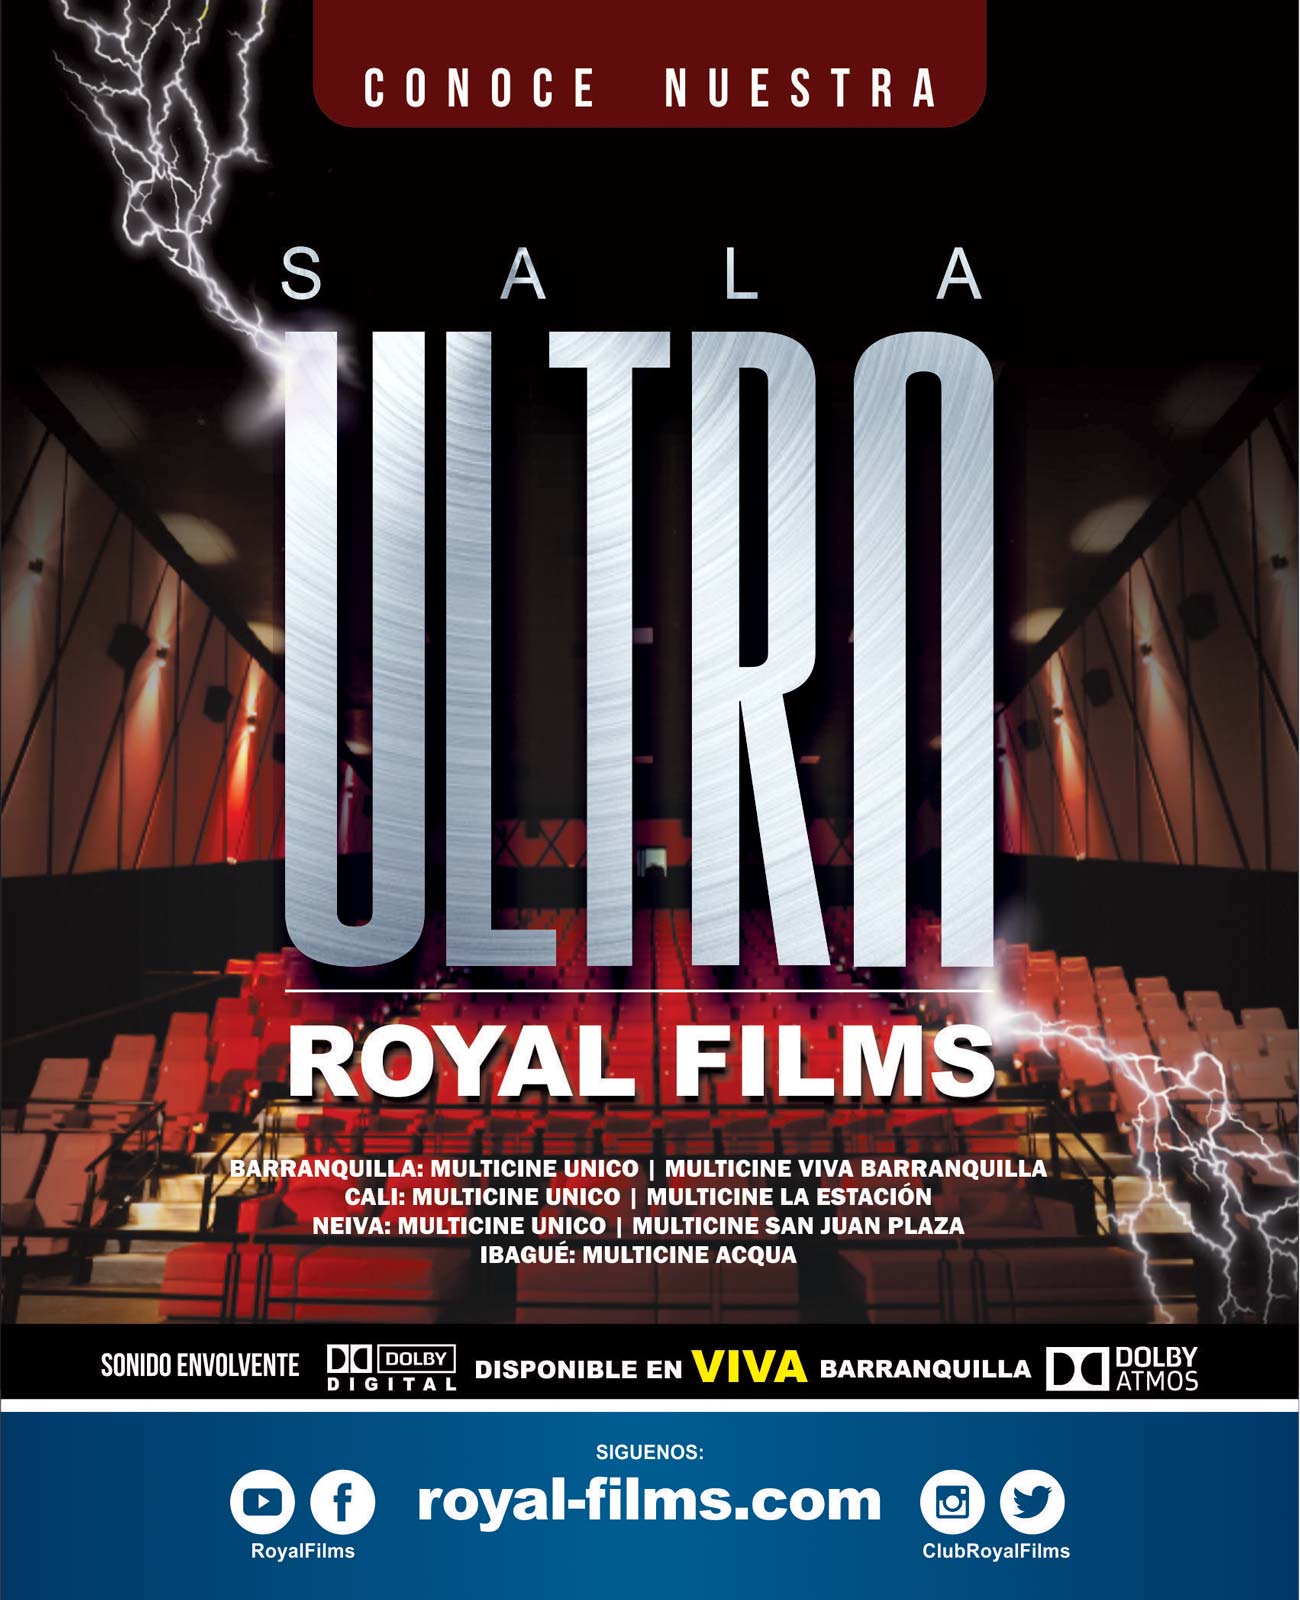 CONOCE NUESTRA
SALA
ULTRA
ROYAL FILMS
BARRANQUILLA: MULTICINE UNICO | MULTICINE VIVA BARRANQUILLA
CALI: MULTICINE UNICO | MULTICINE LA ESTACIÓN
NEIVA: MULTICINE UNICO | MULTICINE SAN JUAN PLAZA
IBAGUÉ: MULTICINE ACQUA
SONIDO ENVOLVENTE DOLBY DIGITAL DISPONIBLE EN VIVA BARRANQUILLA DOLBY ATMOS
SIGUENOS:
royal-films.com
RoyalFilms ClubRoyalFilms